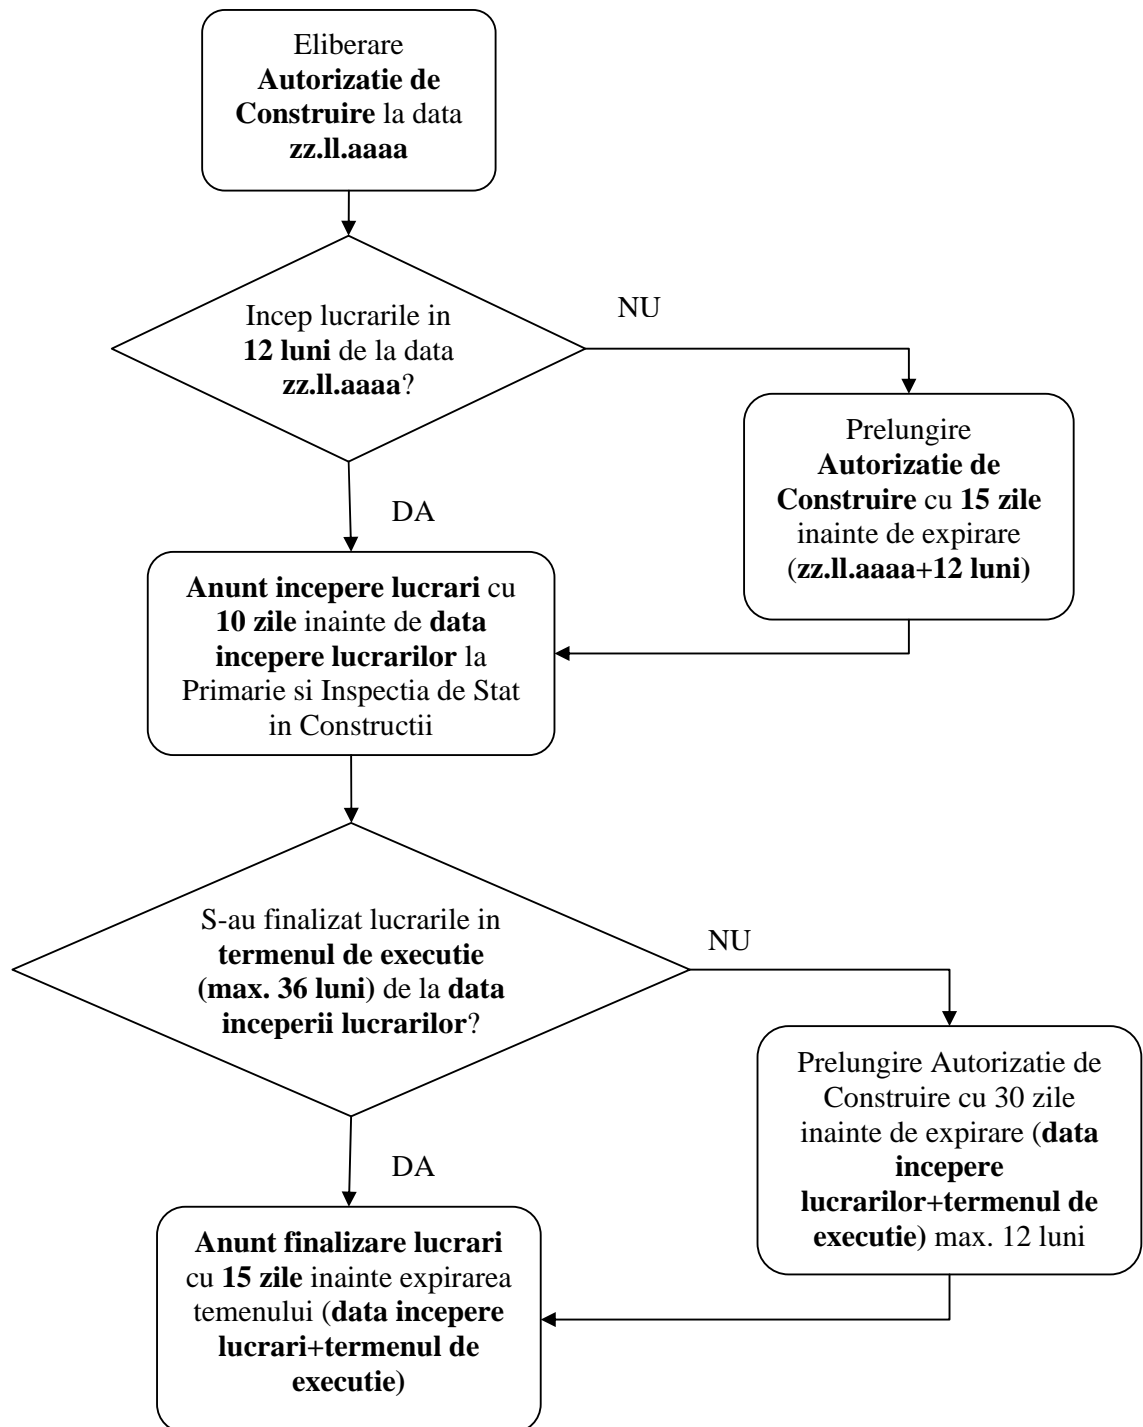 Eliberare
Autorizatie de
Construire la data
zz.ll.aaaa
Incep lucrarile in
12 luni de la data
zz.ll.aaaa?
NU
Prelungire
Autorizatie de
Construire cu 15 zile
inainte de expirare
(zz.ll.aaaa+12 luni)
DA
Anunt incepere lucrari cu
10 zile inainte de data
incepere lucrarilor la
Primarie si Inspectia de Stat
in Constructii
S-au finalizat lucrarile in
termenul de executie
(max. 36 luni) de la data
inceperii lucrarilor?
NU
Prelungire Autorizatie de
Construire cu 30 zile
inainte de expirare (data
incepere
lucrarilor+termenul de
executie) max. 12 luni
DA
Anunt finalizare lucrari
cu 15 zile inainte expirarea
temenului (data incepere
lucrari+termenul de
executie)